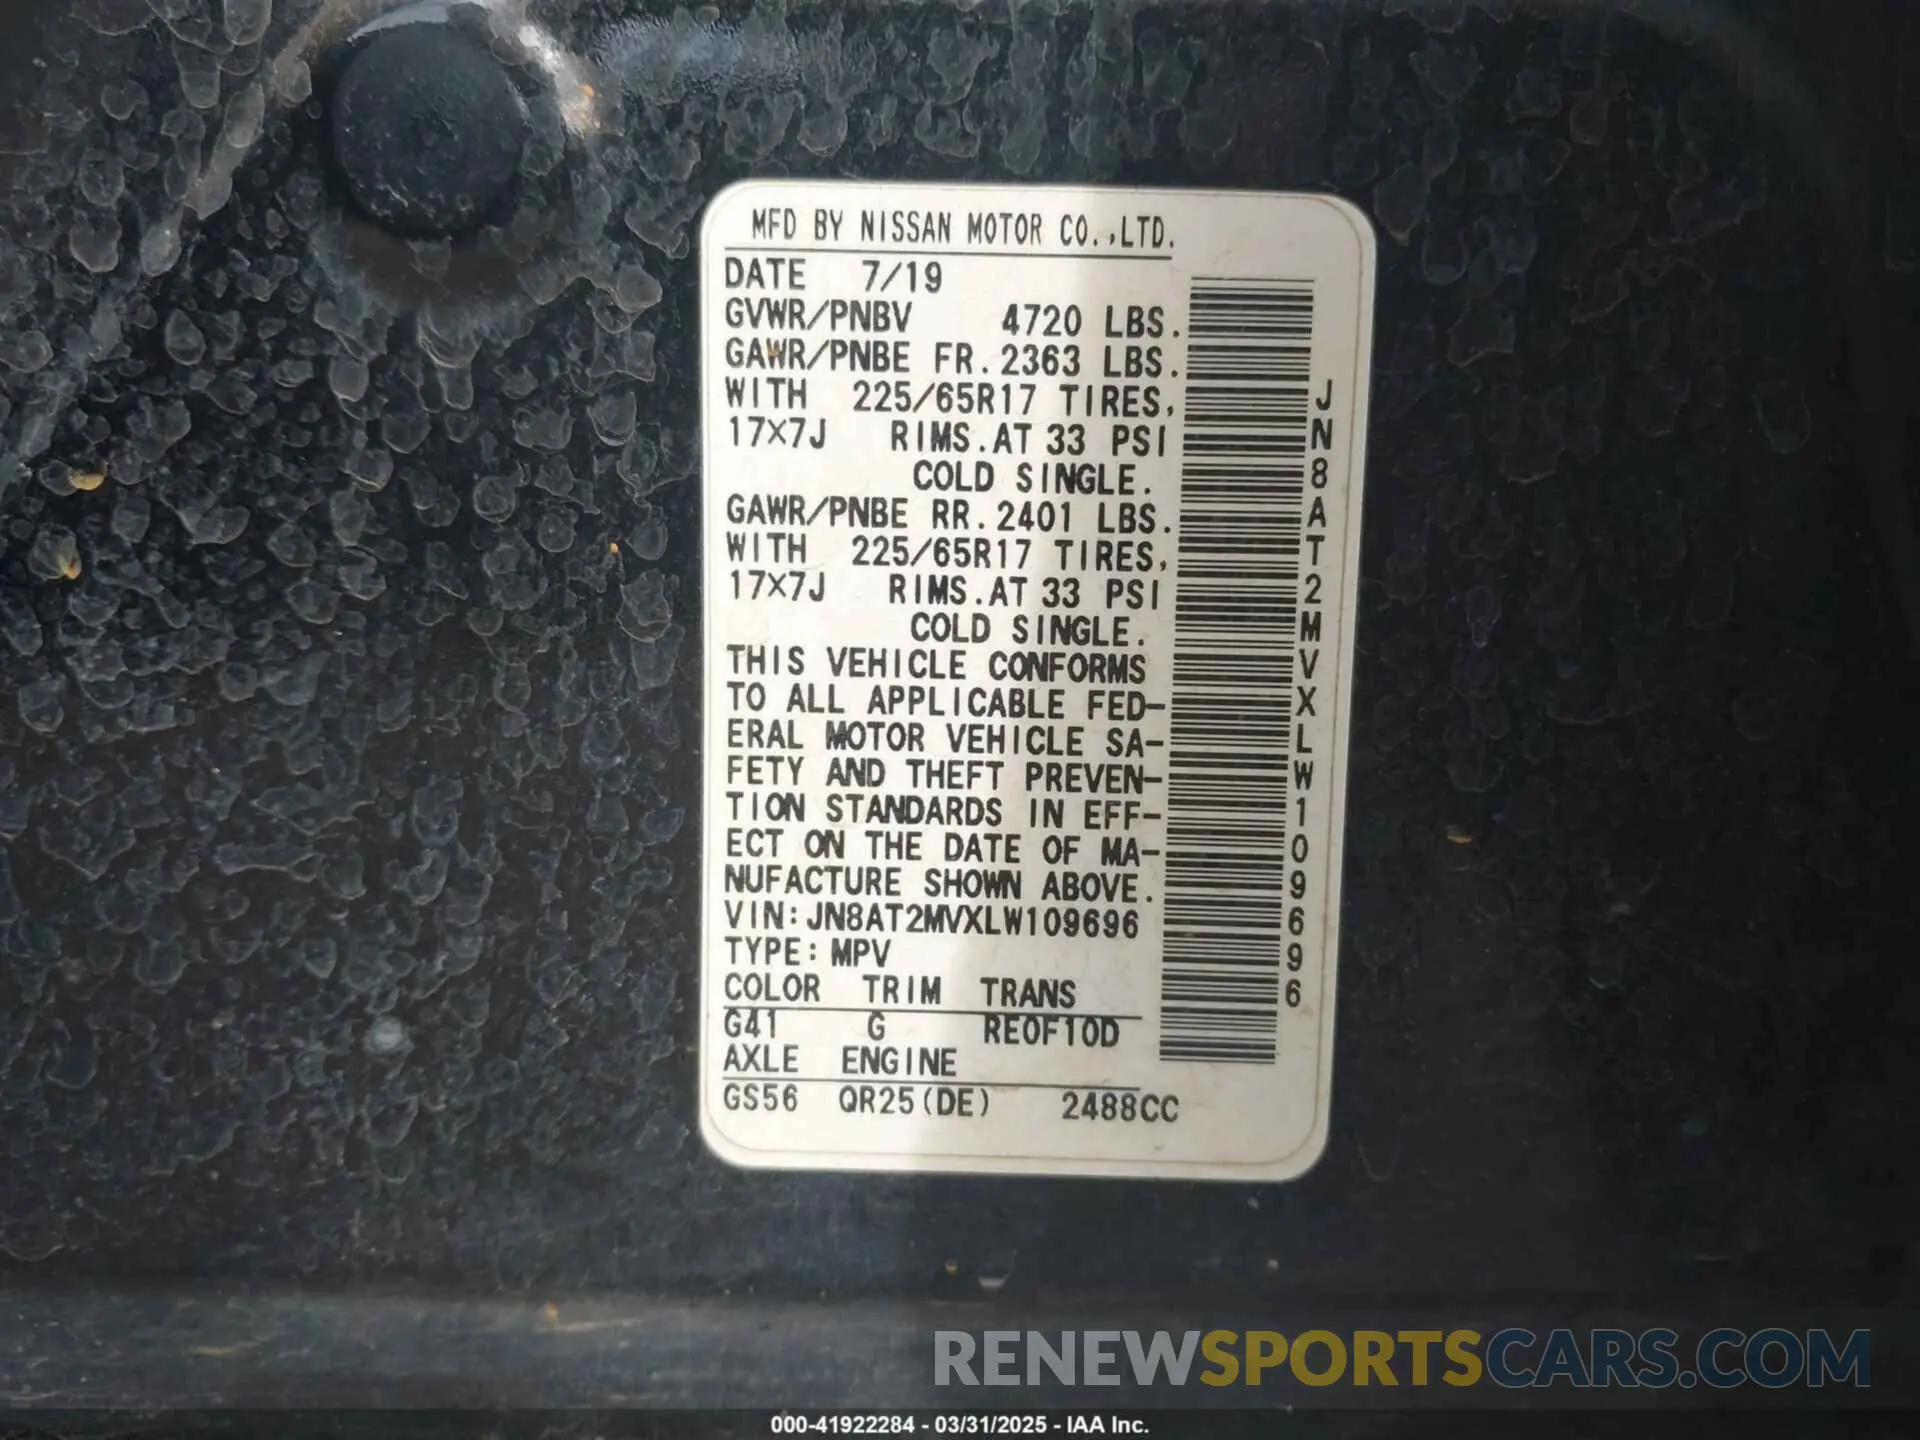 MFD BY NISSAN MOTOR CO.,LTD.
DATE 7/19
GVWR/PNBV 4720 LBS.
GAWR/PNBE FR. 2363 LBS.
WITH 225/65R17 TIRES,
17X7J RIMS.AT 33 PSI
COLD SINGLE.
GAWR/PNBE RR. 2401 LBS.
WITH 225/65R17 TIRES,
17X7J RIMS.AT 33 PSI
COLD SINGLE.
THIS VEHICLE CONFORMS
TO ALL APPLICABLE FED-
ERAL MOTOR VEHICLE SA-
FETY AND THEFT PREVEN-
TION STANDARDS IN EFF-
ECT ON THE DATE OF MA-
NUFACTURE SHOWN ABOVE.
VIN:JN8AT2MVXLW109696
TYPE:MPV
COLOR TRIM TRANS
G41 G RE0F10D
AXLE ENGINE
GS56 QR25(DE) 2488CC
JN8AT2MVXLW109696
RENEWSPORTSCARS.COM
000-41922284 - 03/31/2025 - IAA Inc.